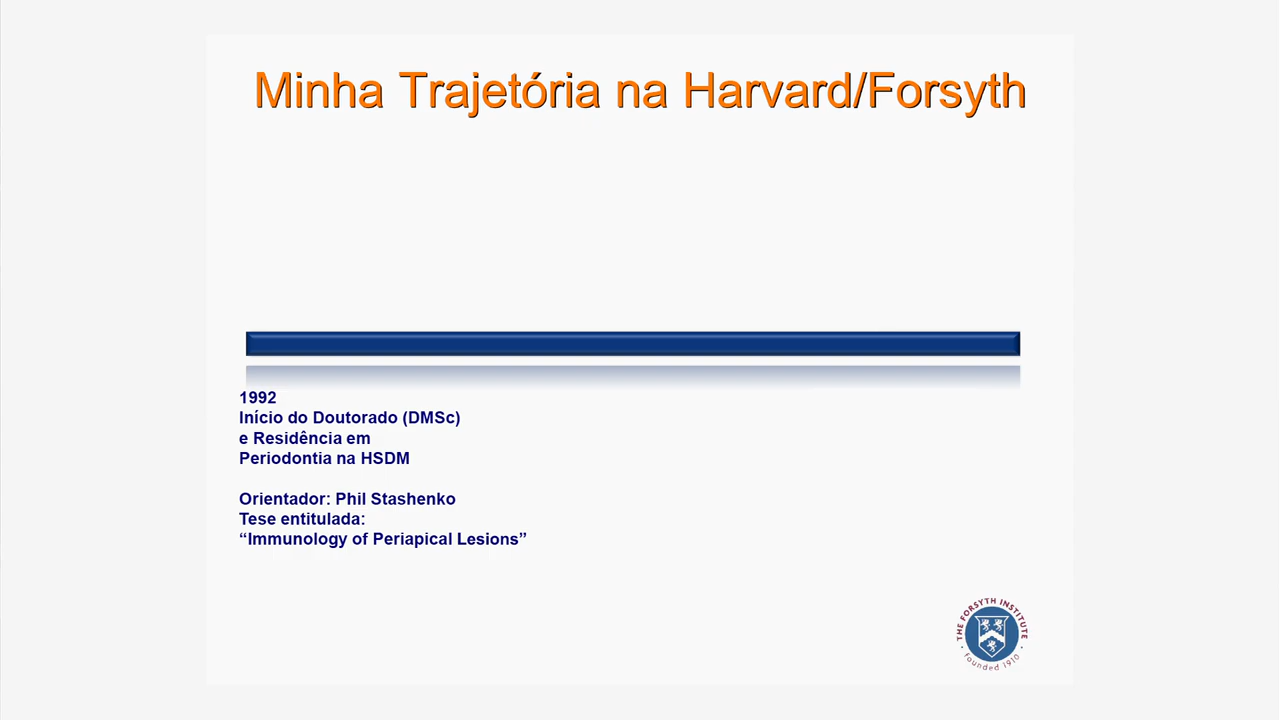 Minha Trajetória na Harvard/Forsyth
1992
Início do Doutorado (DMSc)
e Residência em
Periodontia na HSDM
Orientador: Phil Stashenko
Tese entitulada:
“Immunology of Periapical Lesions”
THE FORSYTH INSTITUTE
founded 1910